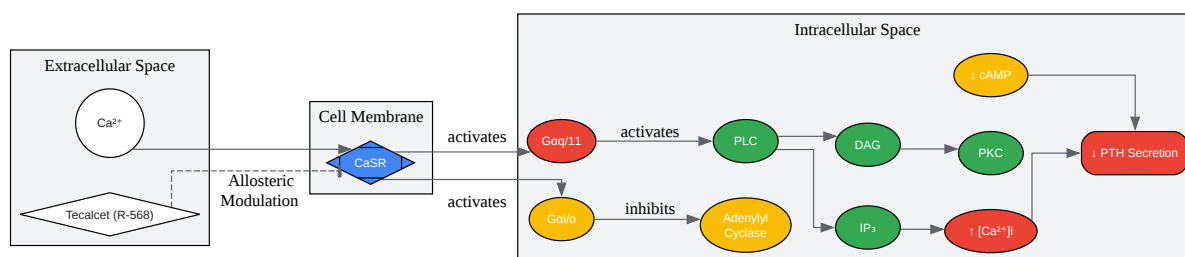 Extracellular Space
Ca²⁺
Tecalcet (R-568)
Allosteric
Modulation
Cell Membrane
CaSR
activates
activates
Intracellular Space
Gαq/11
activates
PLC
DAG
PKC
↓ cAMP
↓ PTH Secretion
Gαi/o
inhibits
Adenylyl
Cyclase
IP₃
↑ [Ca²⁺]i